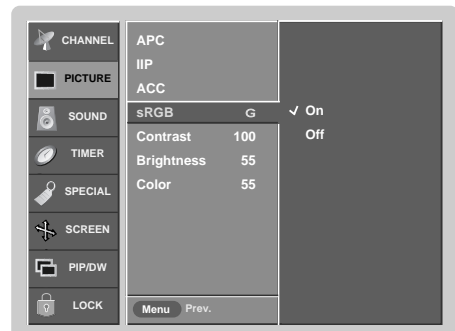 CHANNEL
PICTURE
SOUND
TIMER
SPECIAL
SCREEN
PIP/DW
LOCK
APC
IIP
ACC
sRGB G
Contrast 100
Brightness 55
Color 55
Menu Prev.
✓ On
Off